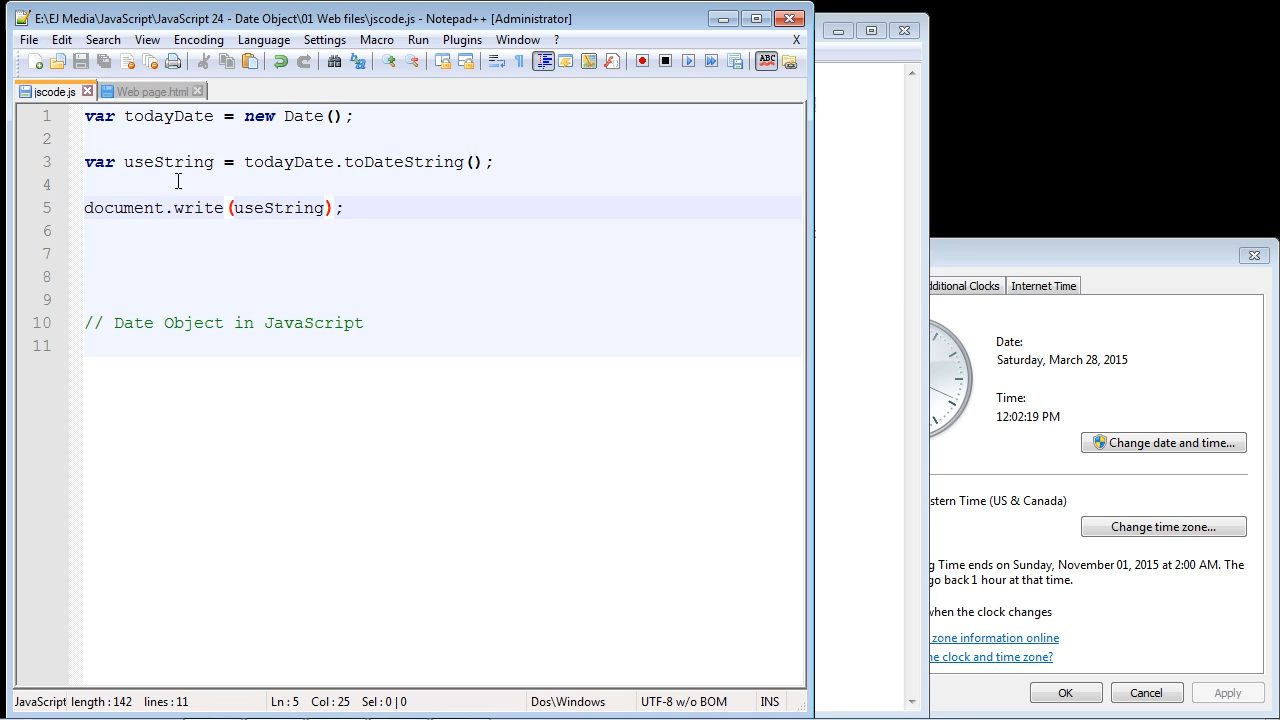 E:\EJ Media\JavaScript\JavaScript 24 - Date Object\01 Web files\jscode.js - Notepad++ [Administrator]
File Edit Search View Encoding Language Settings Macro Run Plugins Window ? X
jscode.js Web page.html
1 var todayDate = new Date();
2
3 var useString = todayDate.toDateString();
4
5 document.write(useString);
6
7
8
9
10 // Date Object in JavaScript
11
JavaScript length : 142 lines : 11 Ln : 5 Col : 25 Sel : 0 | 0 Dos\Windows UTF-8 w/o BOM INS
dditional Clocks Internet Time
Date:
Saturday, March 28, 2015
Time:
12:02:19 PM
Change date and time...
stern Time (US & Canada)
Change time zone...
g Time ends on Sunday, November 01, 2015 at 2:00 AM. The
go back 1 hour at that time.
when the clock changes
zone information online
e clock and time zone?
OK Cancel Apply